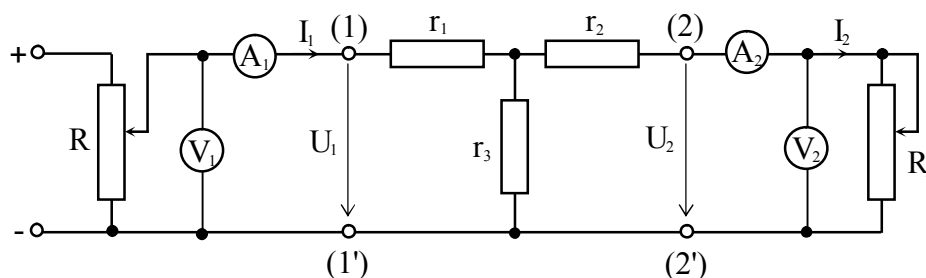 + R V₁ A₁ I₁ (1) U₁ r₁ r₃ r₂ (2) U₂ A₂ V₂ I₂ R
- (1') (2')